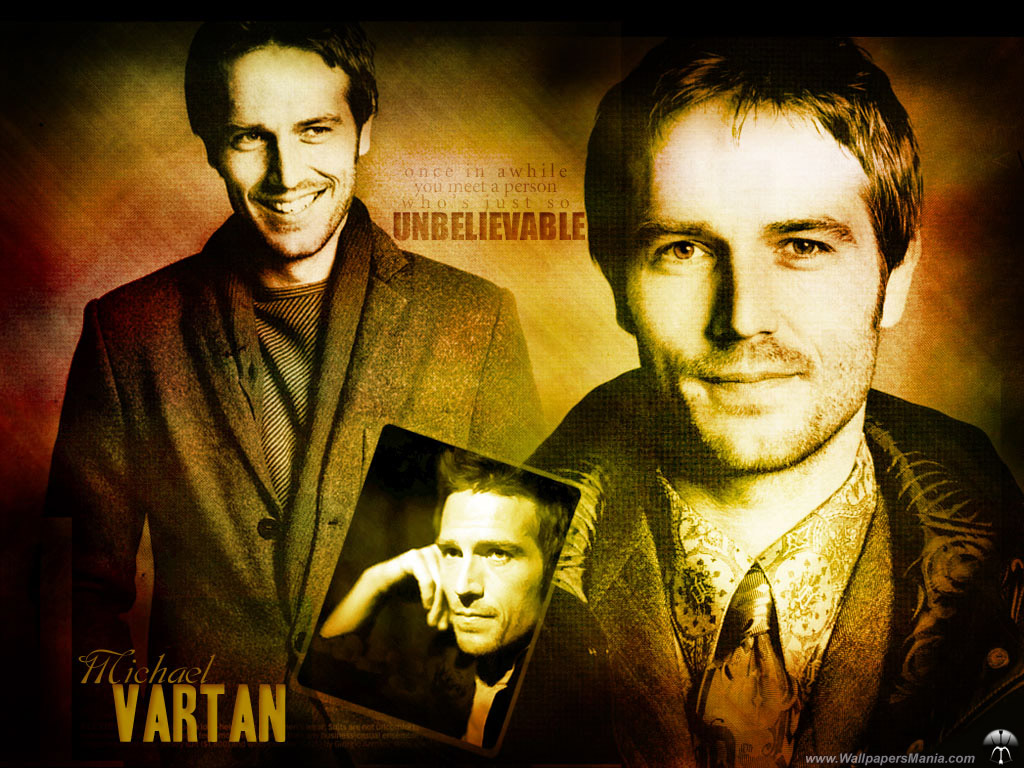 once in awhile
you meet a person
who's just so
UNBELIEVABLE
Michael
VARTAN
www.WallpapersMania.com